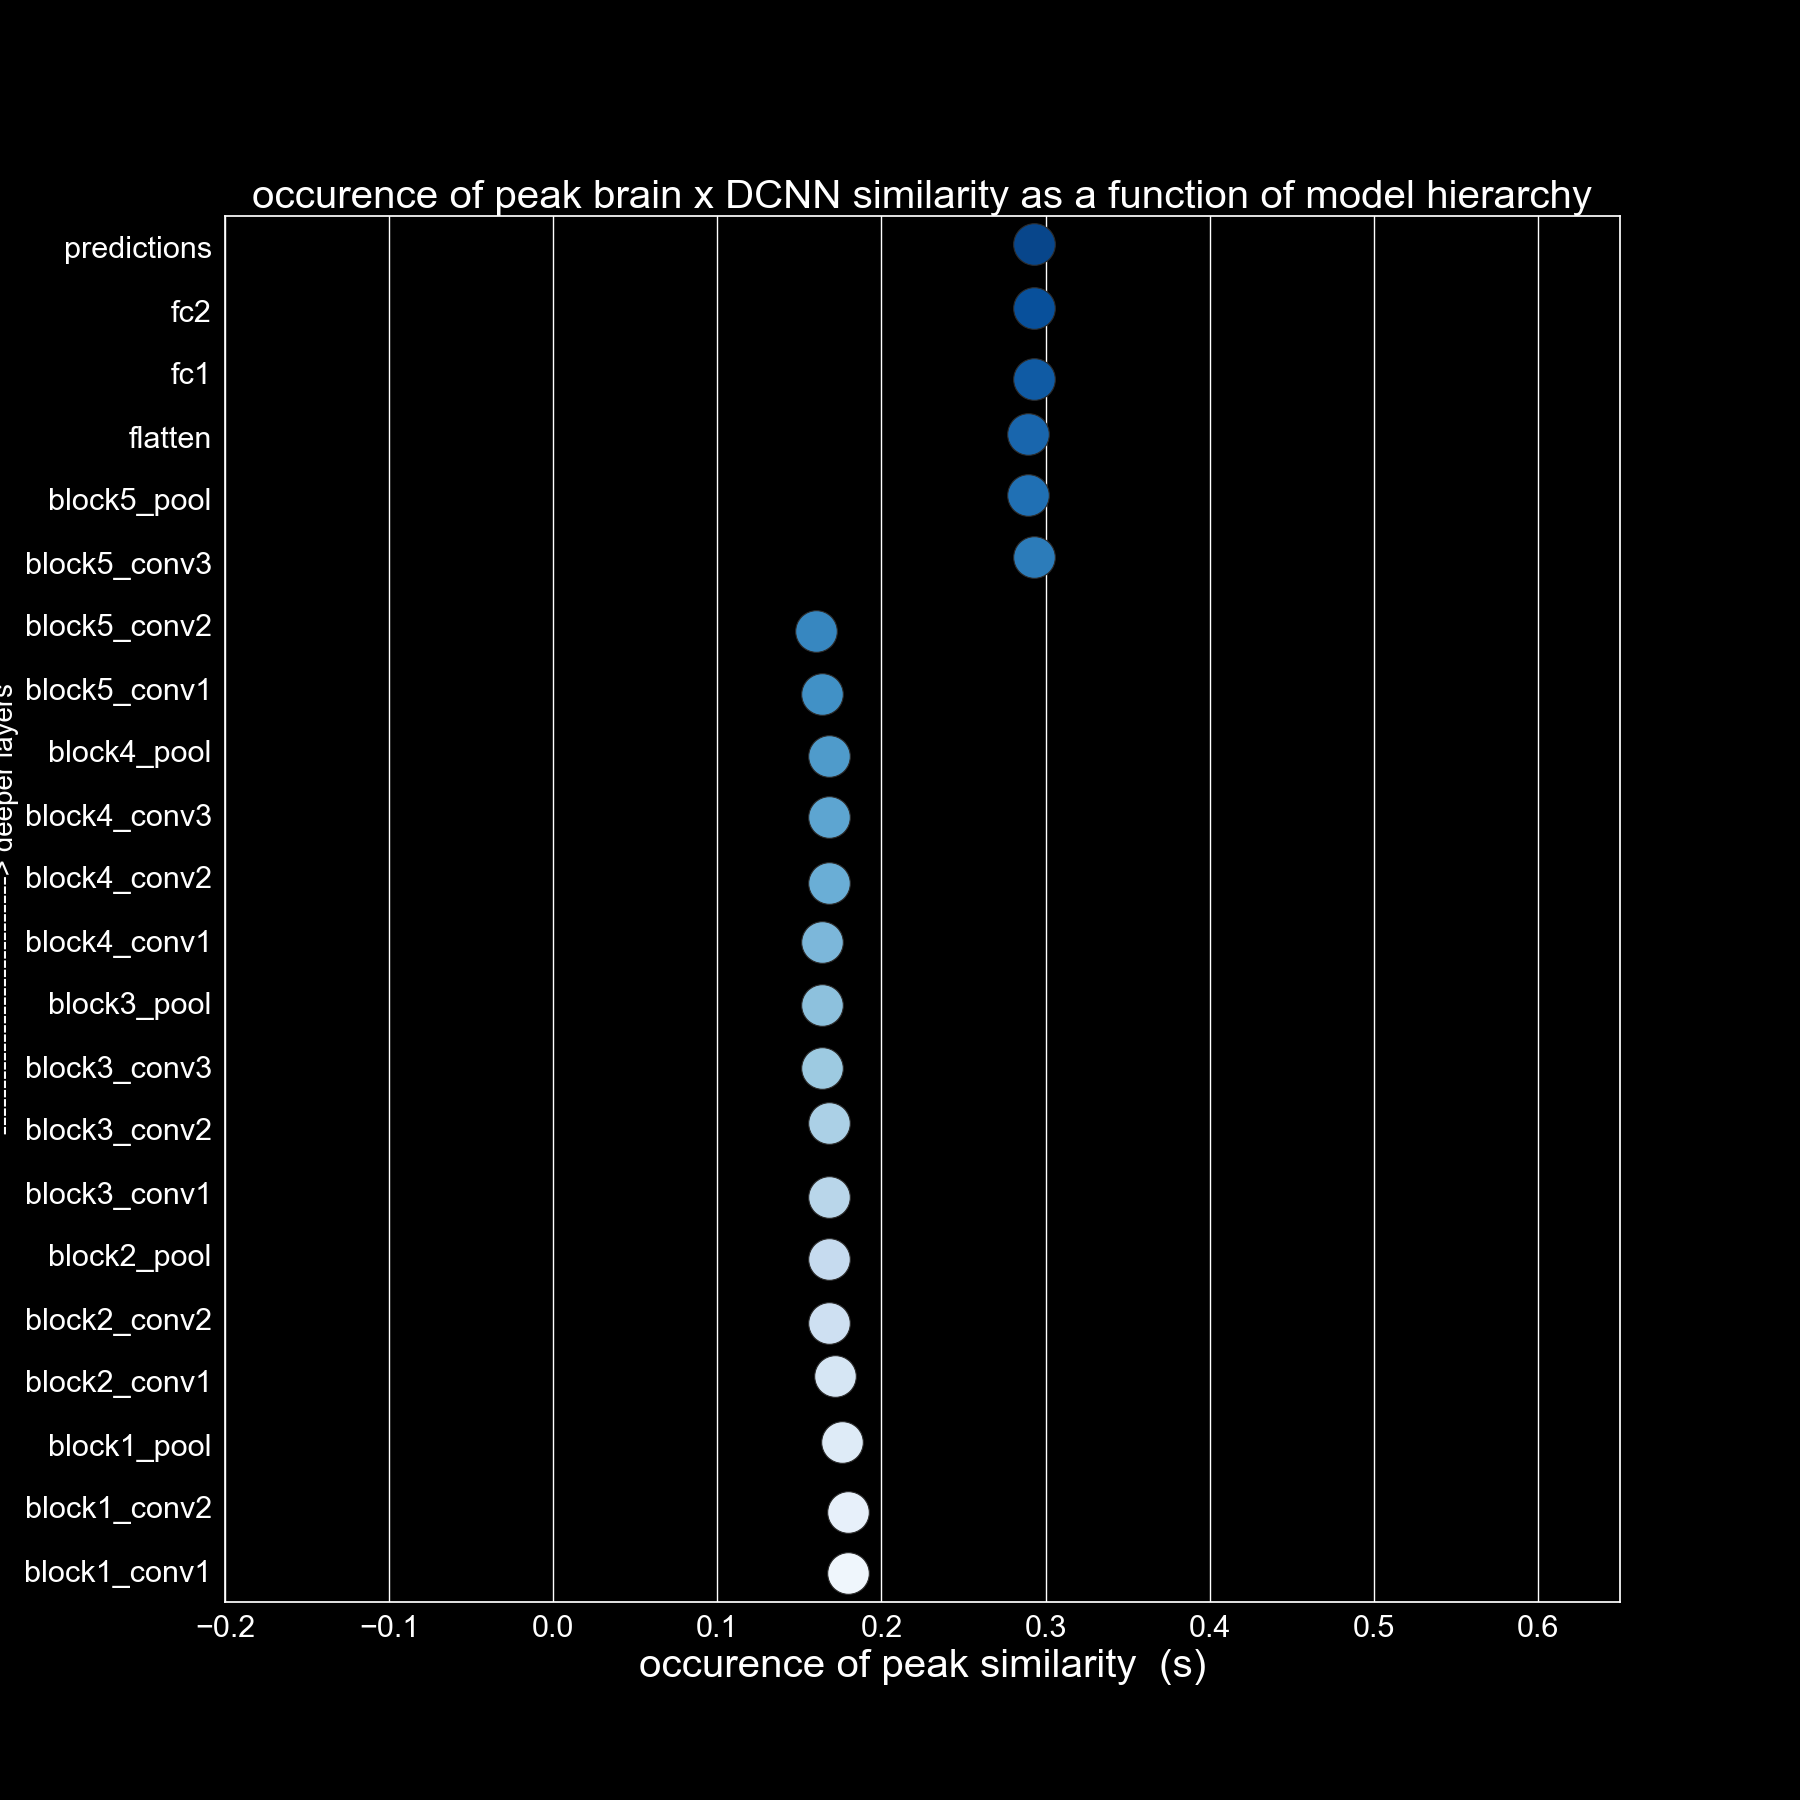 occurence of peak brain x DCNN similarity as a function of model hierarchy
predictions
fc2
fc1
flatten
block5_pool
block5_conv3
block5_conv2
block5_conv1
block4_pool
block4_conv3
block4_conv2
block4_conv1
block3_pool
block3_conv3
block3_conv2
block3_conv1
block2_pool
block2_conv2
block2_conv1
block1_pool
block1_conv2
block1_conv1
> deeper layers
−0.2 −0.1 0.0 0.1 0.2 0.3 0.4 0.5 0.6
occurence of peak similarity (s)